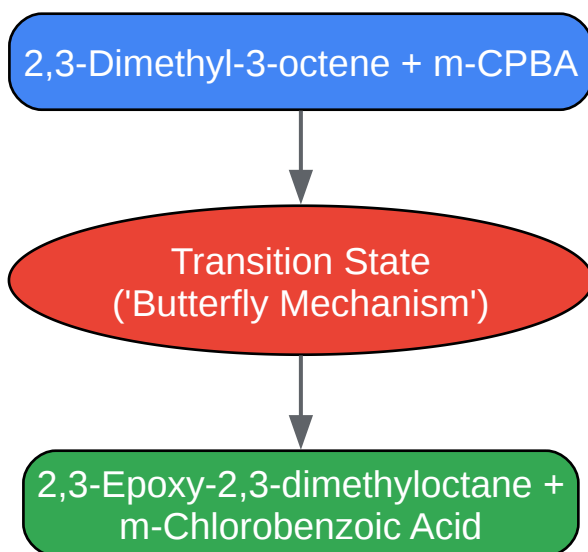 2,3-Dimethyl-3-octene + m-CPBA
Transition State
('Butterfly Mechanism')
2,3-Epoxy-2,3-dimethyloctane +
m-Chlorobenzoic Acid